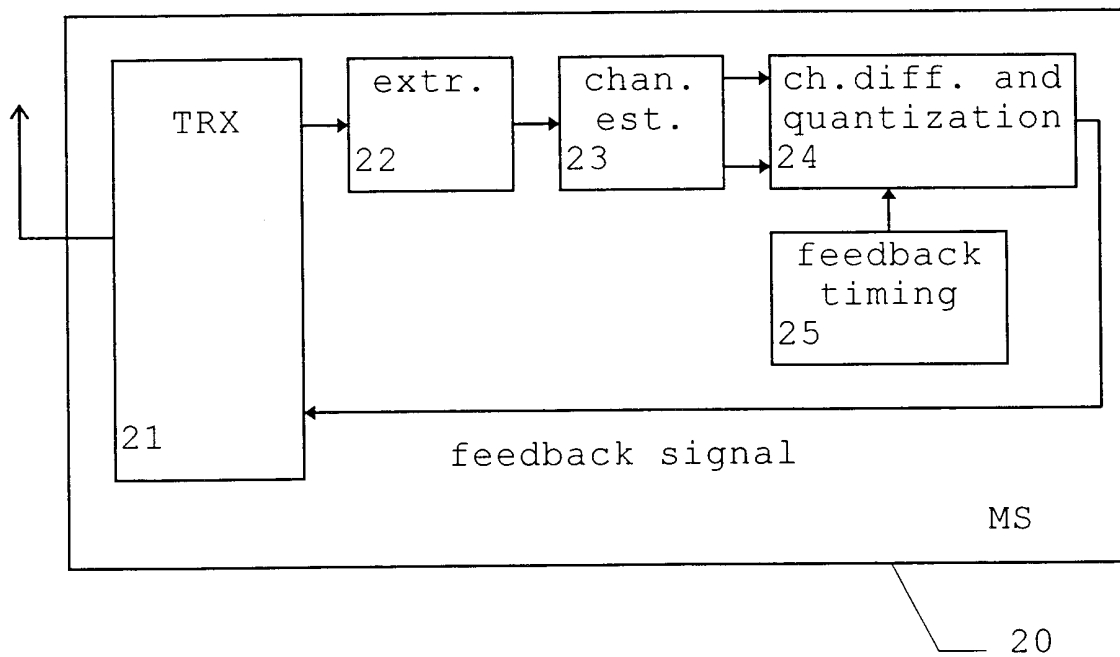 TRX
21
extr.
22
chan.
est.
23
ch.diff. and
quantization
24
feedback
timing
25
feedback signal
MS
20